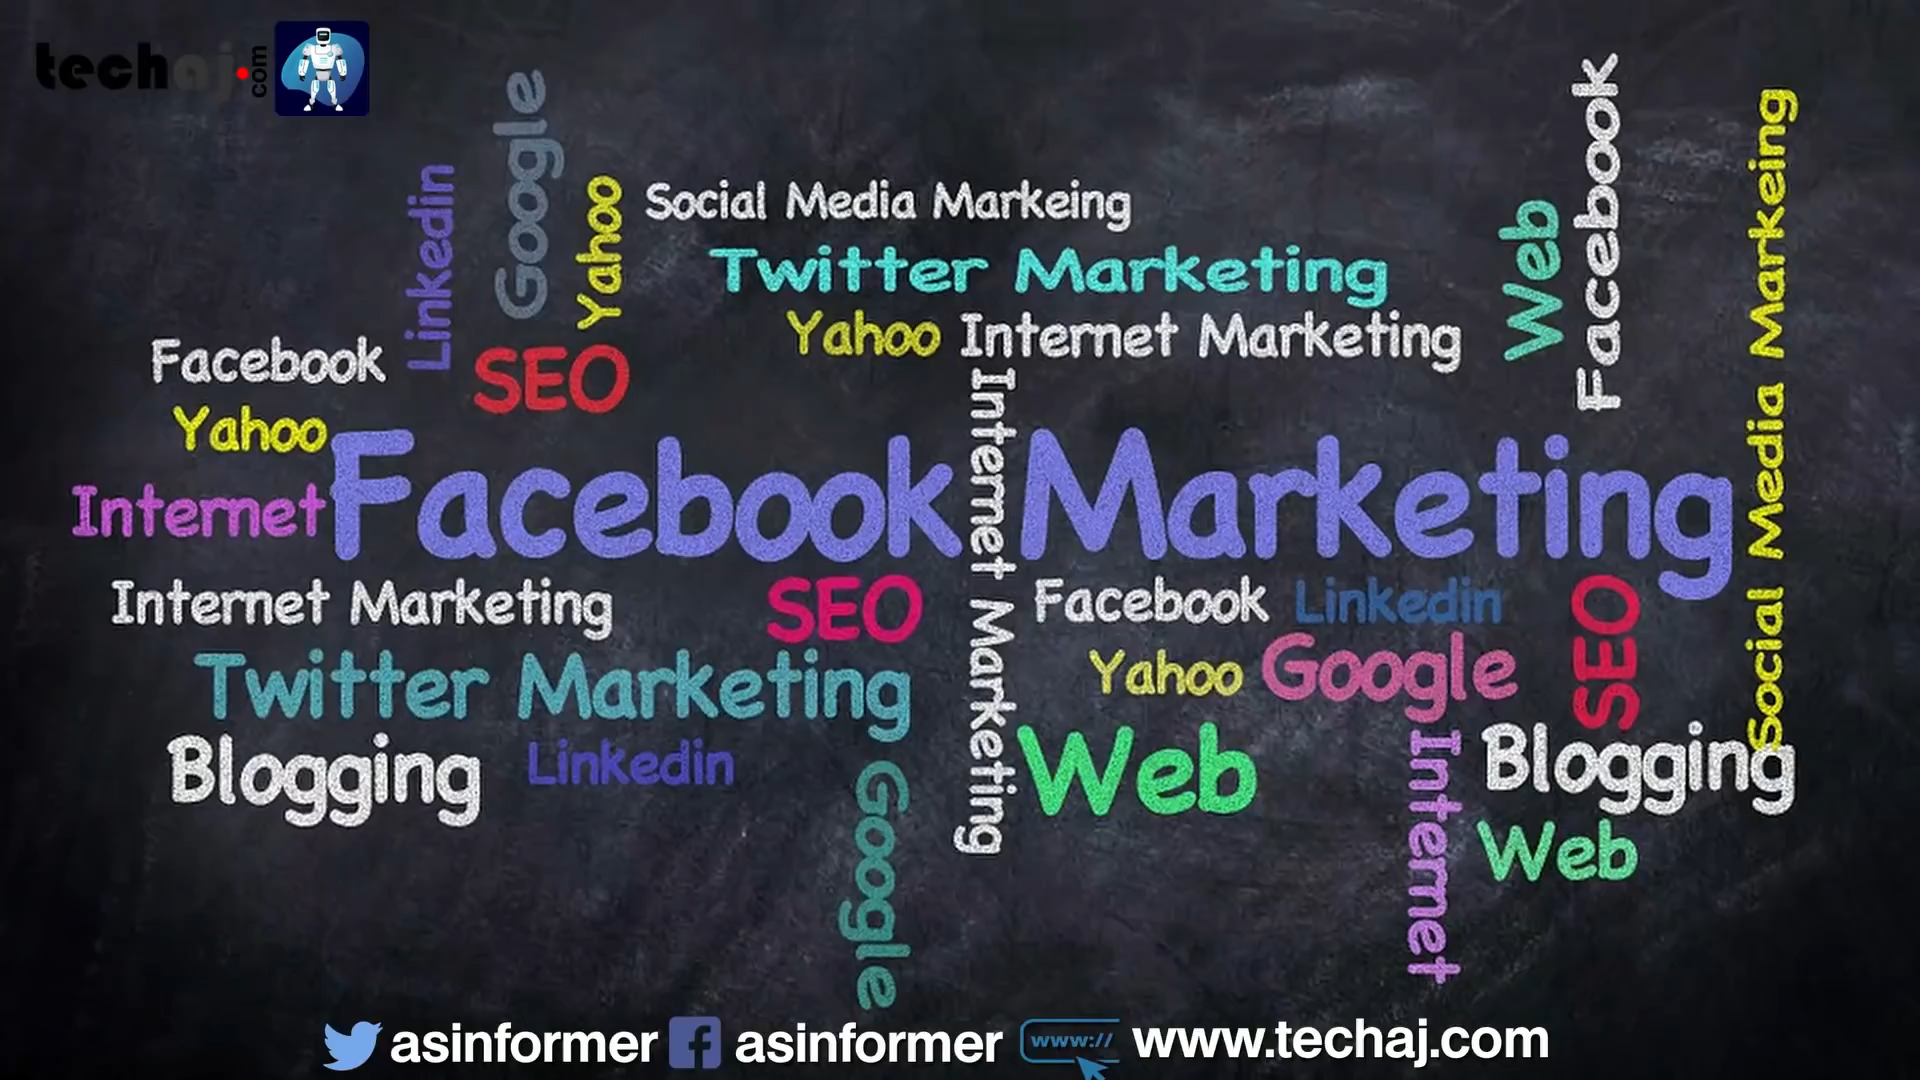 techaj.com
Google
Linkedin
Yahoo
Social Media Markeing
Twitter Marketing
Yahoo
Internet Marketing
Web
Facebook
Social Media Markeing
Facebook
SEO
Yahoo
Internet
Facebook Marketing
Internet Marketing
Internet Marketing
SEO
Facebook
Linkedin
SEO
Twitter Marketing
Yahoo
Google
Blogging
Linkedin
Google
Web
Internet
Blogging
Web
asinformer
asinformer
www://
www.techaj.com